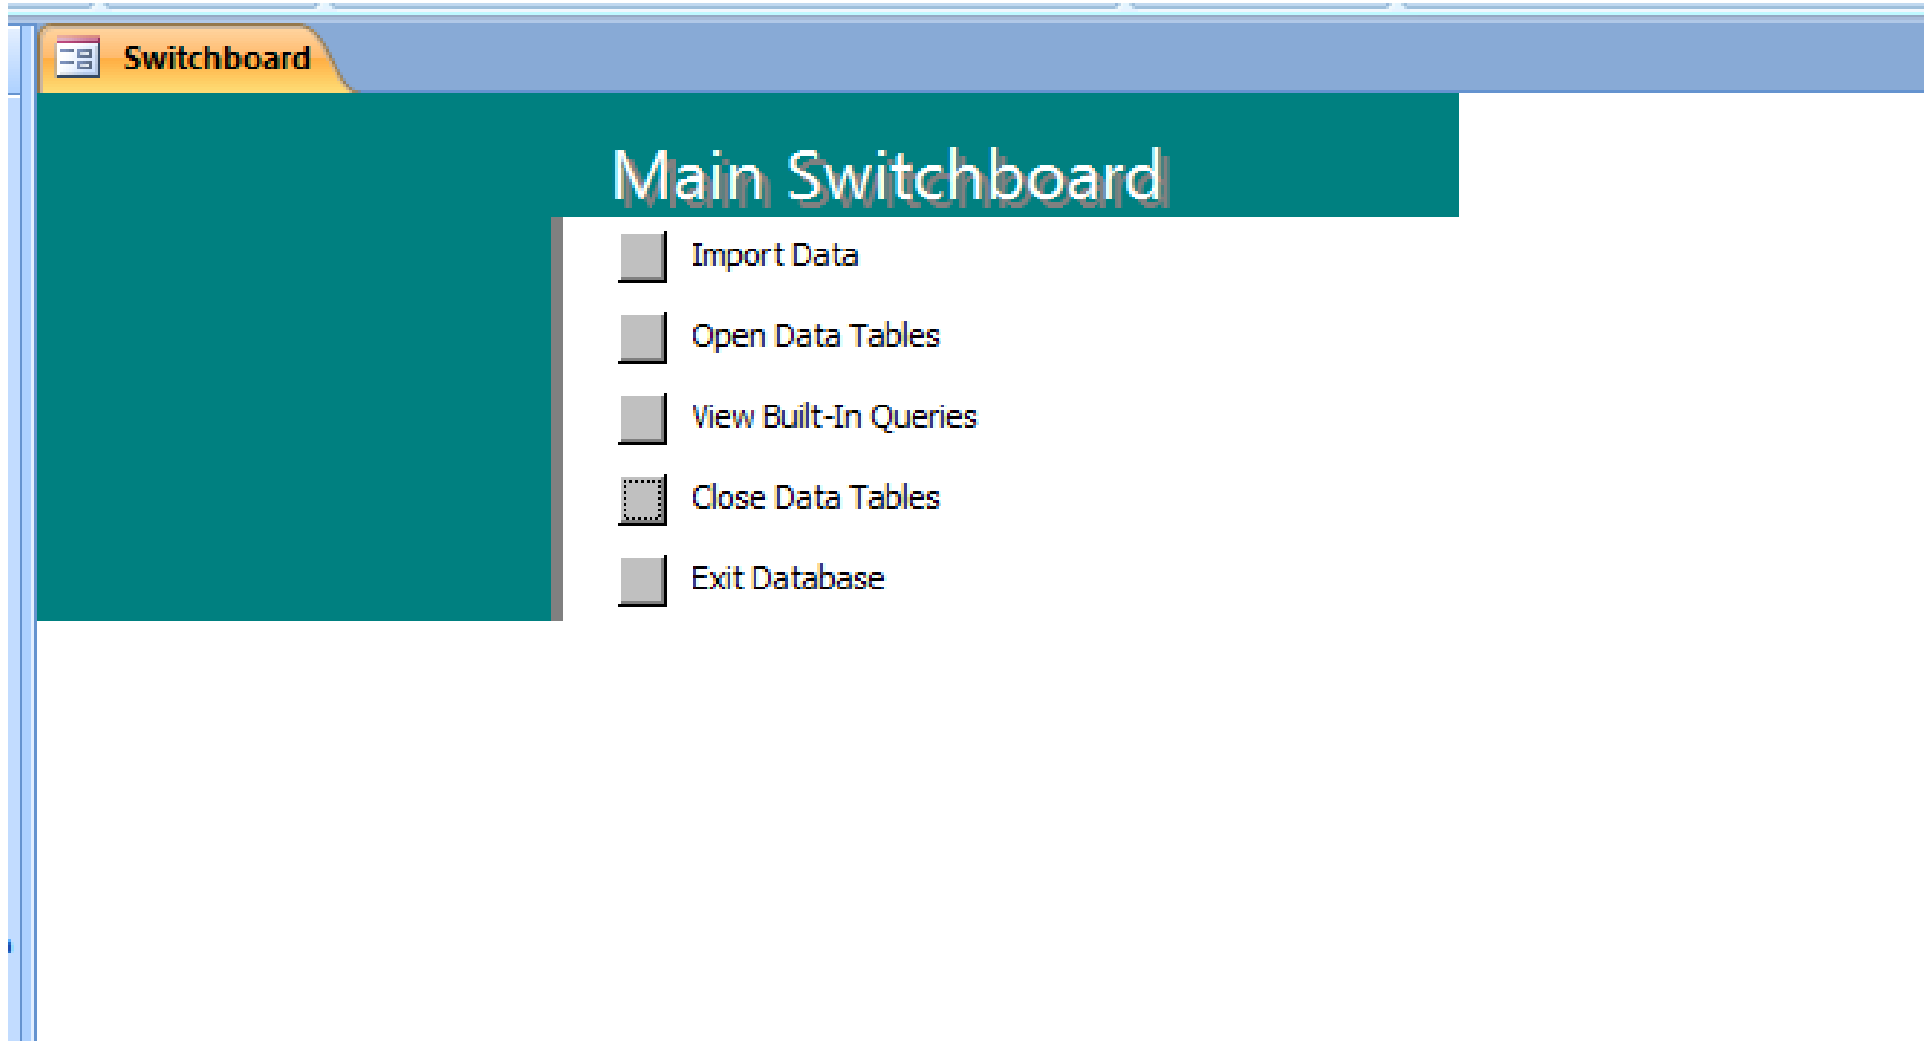 Switchboard
Main Switchboard
Import Data
Open Data Tables
View Built-In Queries
Close Data Tables
Exit Database